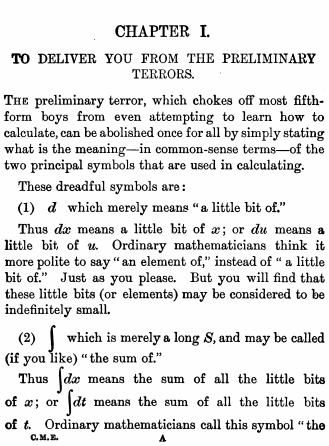 CHAPTER I.
TO DELIVER YOU FROM THE PRELIMINARY
TERRORS.
THE preliminary terror, which chokes off most fifth-
form boys from even attempting to learn how to
calculate, can be abolished once for all by simply stating
what is the meaning—in common-sense terms—of the
two principal symbols that are used in calculating.
These dreadful symbols are:
(1) d which merely means "a little bit of."
Thus dx means a little bit of x; or du means a
little bit of u. Ordinary mathematicians think it
more polite to say "an element of," instead of "a little
bit of." Just as you please. But you will find that
these little bits (or elements) may be considered to be
indefinitely small.
(2) ∫ which is merely a long S, and may be called
(if you like) "the sum of."
Thus ∫dx means the sum of all the little bits
of x; or ∫dt means the sum of all the little bits
of t. Ordinary mathematicians call this symbol "the
C.M.E. A